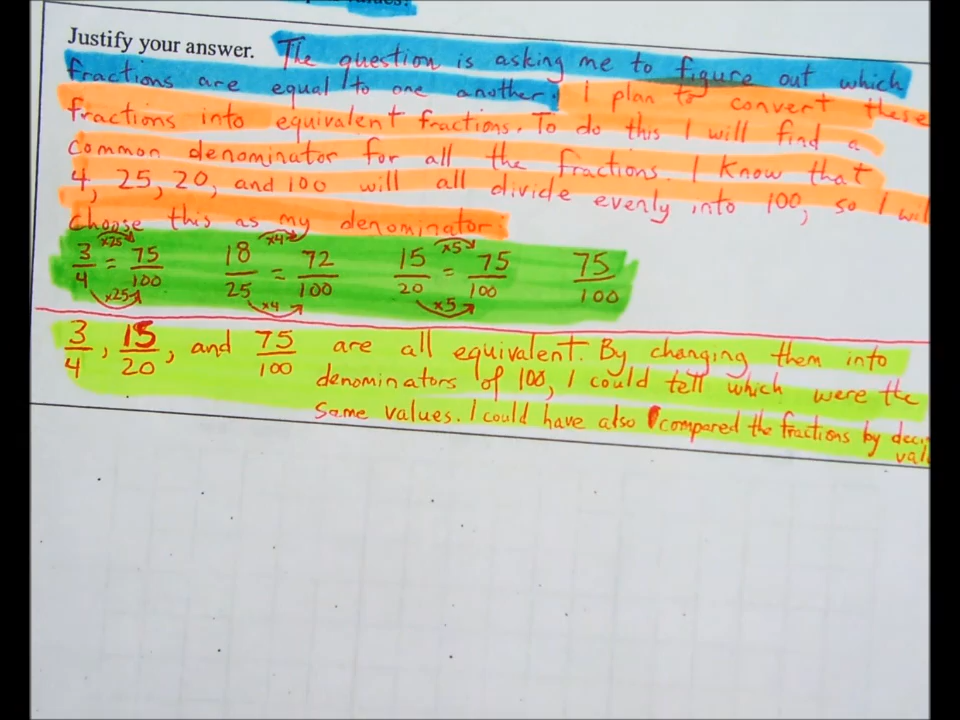 values?
Justify your answer. The question is asking me to figure out which
fractions are equal to one another. I plan to convert these
fractions into equivalent fractions. To do this I will find a
common denominator for all the fractions. I know that
4, 25, 20, and 100 will all divide evenly into 100, so I wil
choose this as my denominator:
x25 x4 x5
3/4 = 75/100 18/25 = 72/100 15/20 = 75/100 75/100
x25 x4 x5
3/4, 15/20, and 75/100 are all equivalent. By changing them into
denominators of 100, I could tell which were the
same values. I could have also compared the fractions by deci
val